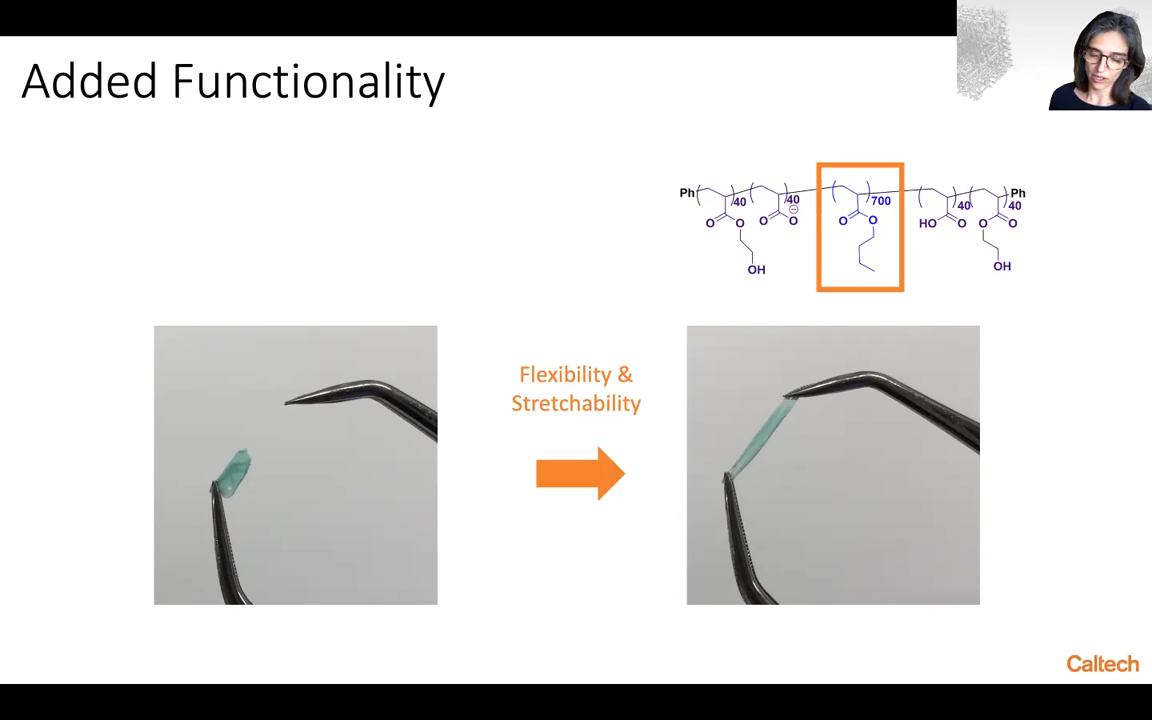 Added Functionality
Ph 40 40 700 40 40 Ph
O O O O ⊖ O O HO O O O
OH OH
Flexibility &
Stretchability
Caltech